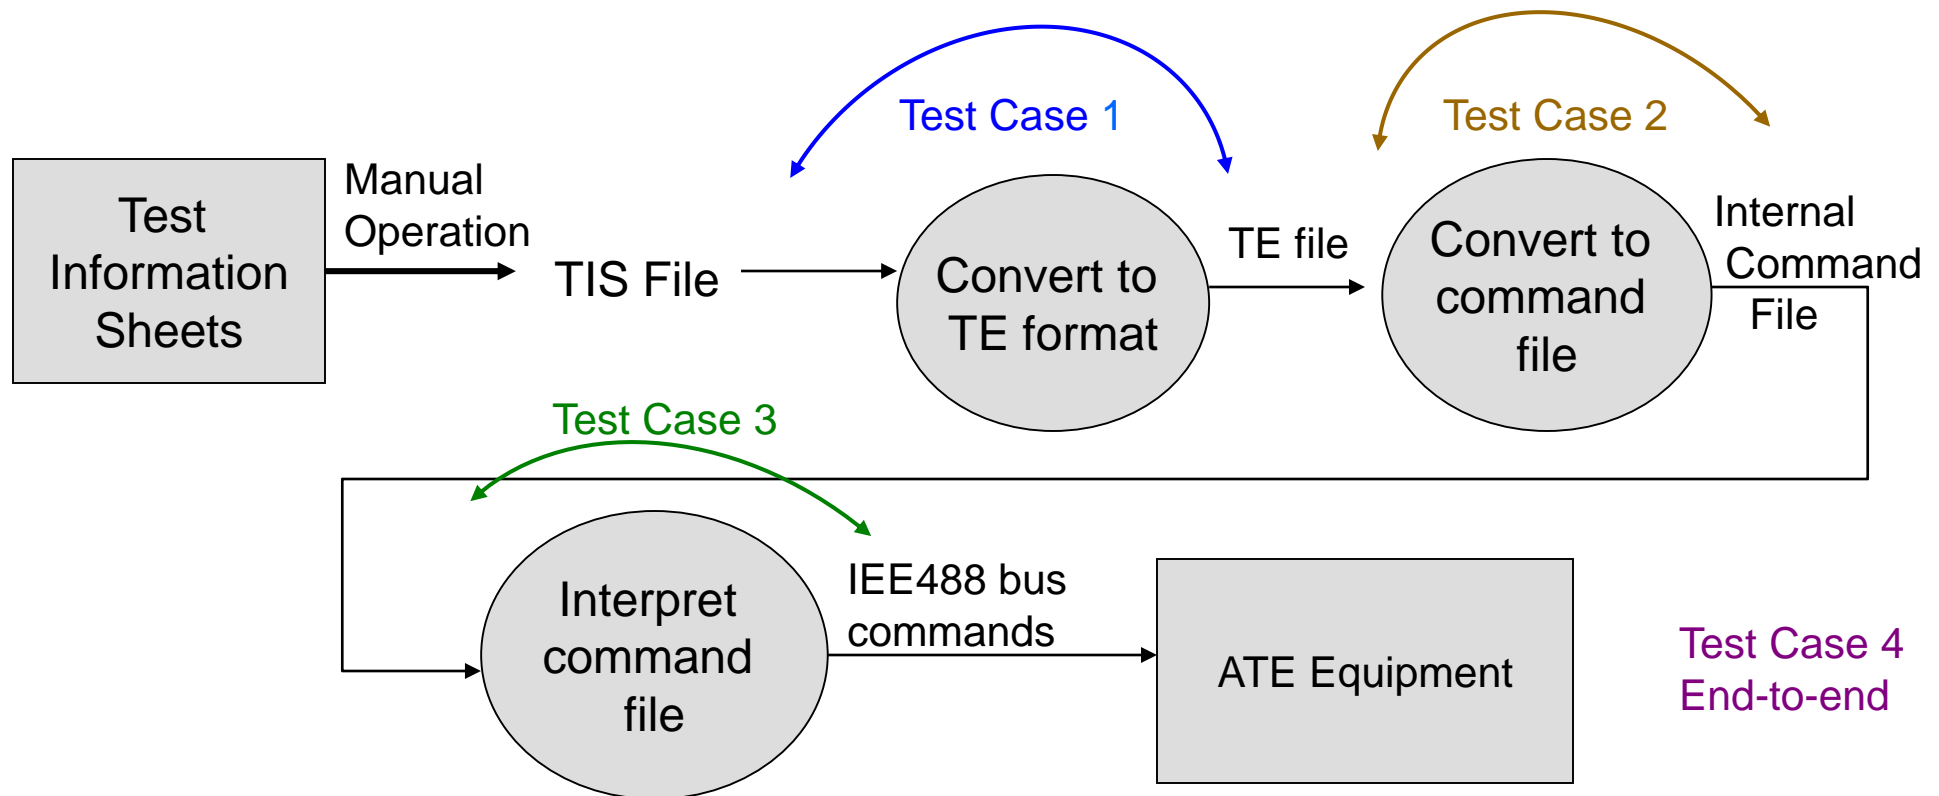 Test Case 1
Test Case 2
Test
Information
Sheets
Manual
Operation
TIS File
Convert to
TE format
TE file
Convert to
command
file
Internal
Command
File
Test Case 3
Interpret
command
file
IEE488 bus
commands
ATE Equipment
Test Case 4
End-to-end